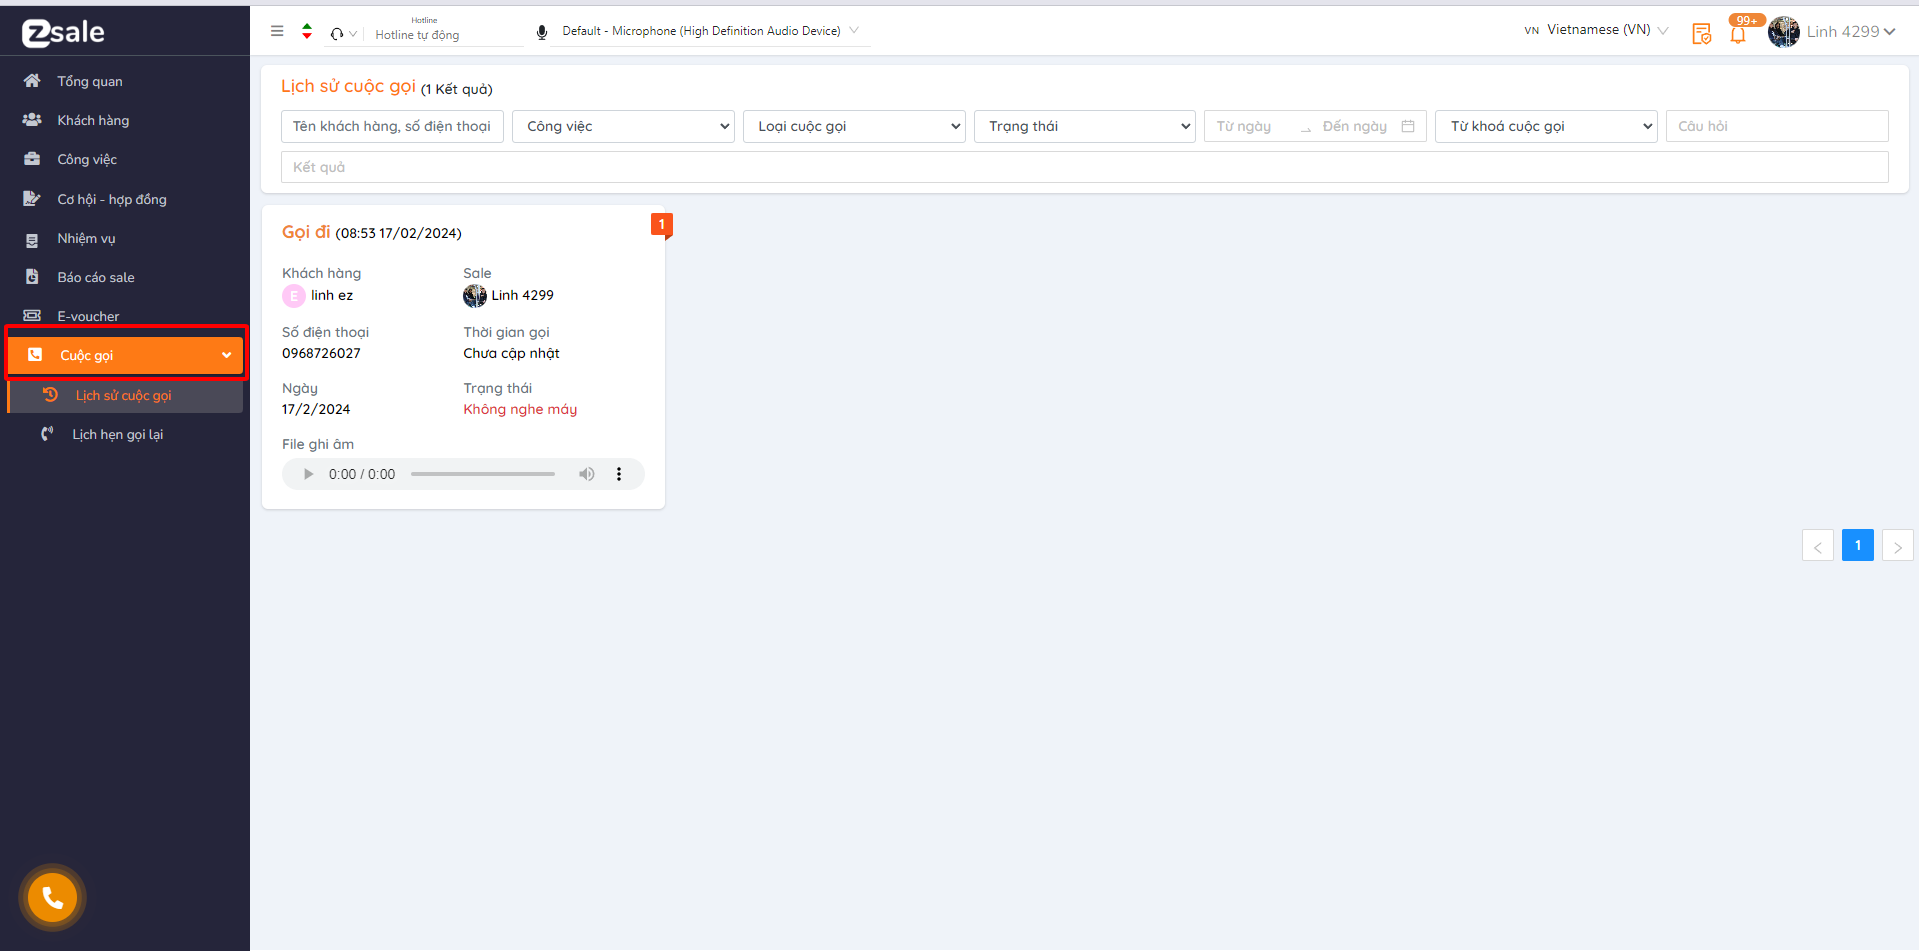 Zsale
Tổng quan
Khách hàng
Công việc
Cơ hội - hợp đồng
Nhiệm vụ
Báo cáo sale
E-voucher
Cuộc gọi
Lịch sử cuộc gọi
Lịch hẹn gọi lại
Hotline
Hotline tự động
Default - Microphone (High Definition Audio Device)
VN Vietnamese (VN)
99+
Linh 4299
Lịch sử cuộc gọi (1 Kết quả)
Tên khách hàng, số điện thoại
Công việc
Loại cuộc gọi
Trạng thái
Từ ngày
Đến ngày
Từ khoá cuộc gọi
Câu hỏi
Kết quả
1
Gọi đi (08:53 17/02/2024)
Khách hàng
Sale
E linh ez
Linh 4299
Số điện thoại
Thời gian gọi
0968726027
Chưa cập nhật
Ngày
Trạng thái
17/2/2024
Không nghe máy
File ghi âm
0:00 / 0:00
< 1 >